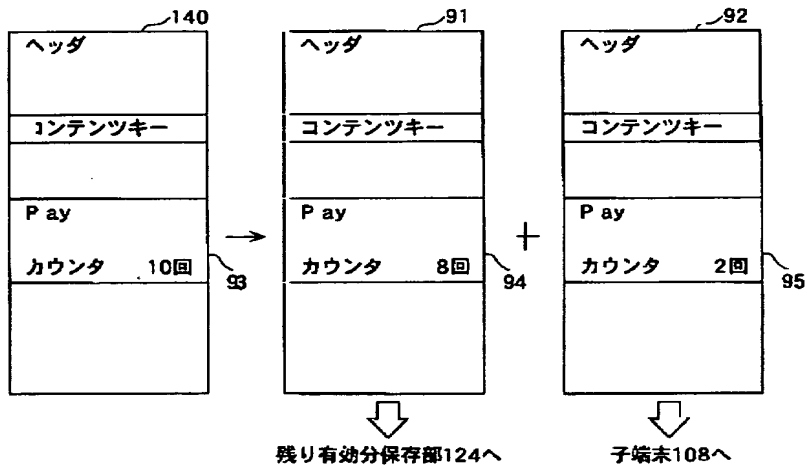 140
ヘッダ
コンテンツキー
Pay
カウンタ 10回
93
91
ヘッダ
コンテンツキー
Pay
カウンタ 8回
94
残り有効分保存部124へ
92
ヘッダ
コンテンツキー
Pay
カウンタ 2回
95
子端末108へ